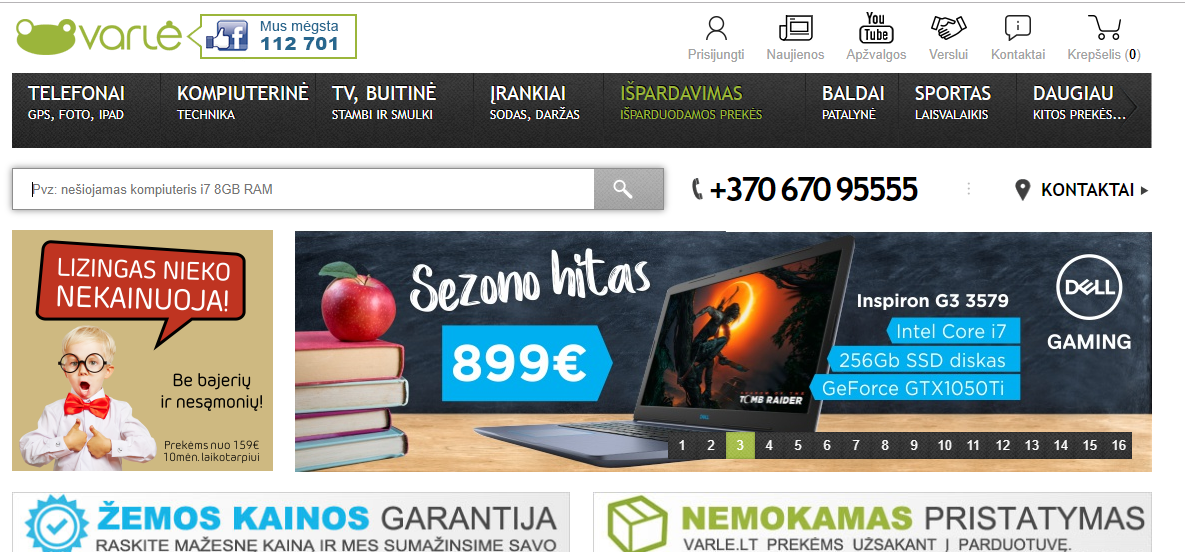 varlė
Mus mėgsta
112 701
Prisijungti
Naujienos
You
Tube
Apžvalgos
Verslui
Kontaktai
Krepšelis (0)
TELEFONAI
GPS, FOTO, IPAD
KOMPIUTERINĖ
TECHNIKA
TV, BUITINĖ
STAMBI IR SMULKI
ĮRANKIAI
SODAS, DARŽAS
IŠPARDAVIMAS
IŠPARDUODAMOS PREKĖS
BALDAI
PATALYNĖ
SPORTAS
LAISVALAIKIS
DAUGIAU
KITOS PREKĖS...
Pvz: nešiojamas kompiuteris i7 8GB RAM
+370 670 95555
KONTAKTAI
LIZINGAS NIEKO
NEKAINUOJA!
Be bajerių
ir nesąmonių!
Prekėms nuo 159€
10mėn. laikotarpiui
Sezono hitas
899€
TOMB RAIDER
DELL
Inspiron G3 3579
Intel Core i7
256Gb SSD diskas
GeForce GTX1050Ti
DELL
GAMING
1 2 3 4 5 6 7 8 9 10 11 12 13 14 15 16
ŽEMOS KAINOS GARANTIJA
RASKITE MAŽESNĘ KAINĄ IR MES SUMAŽINSIME SAVO
NEMOKAMAS PRISTATYMAS
VARLE.LT PREKĖMS UŽSAKANT Į PARDUOTUVĘ.